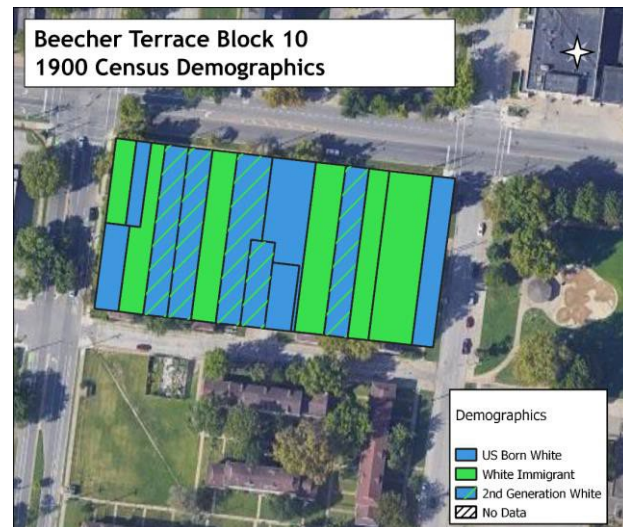 Beecher Terrace Block 10
1900 Census Demographics
Demographics
US Born White
White Immigrant
2nd Generation White
No Data